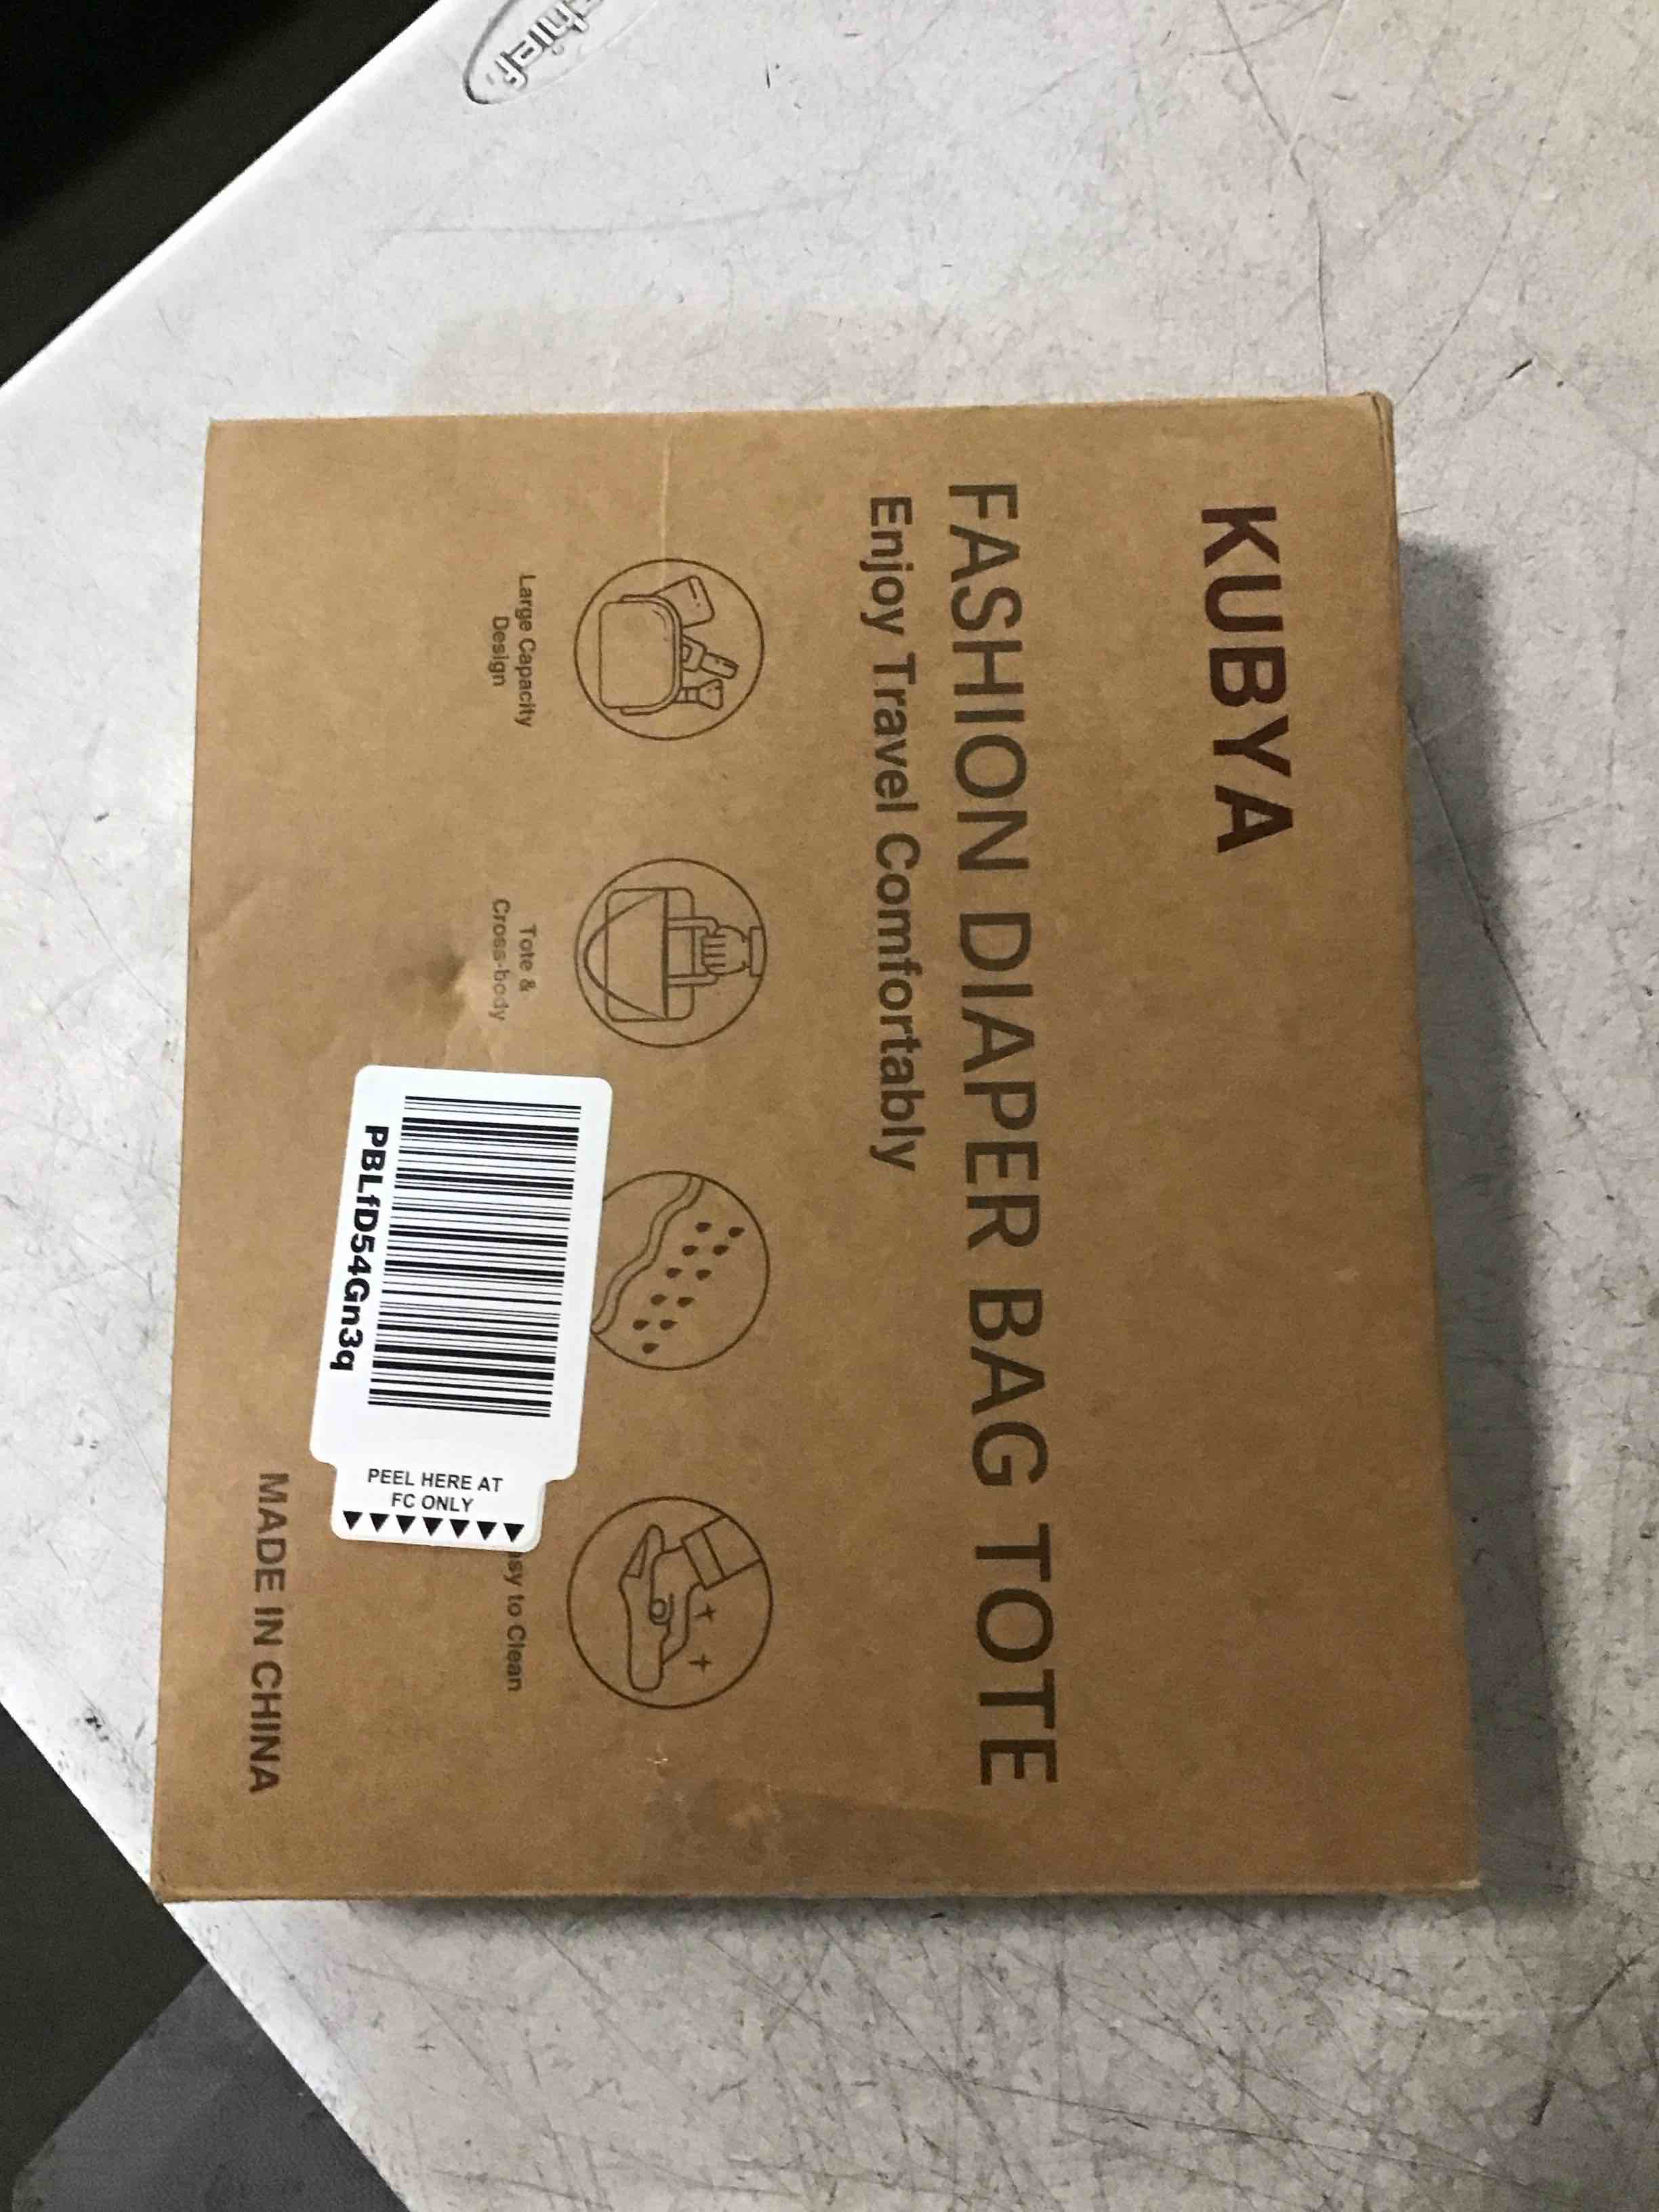 KUBYA
FASHION DIAPER BAG TOTE
Enjoy Travel Comfortably
Large Capacity
Design
Tote &
Cross-body
asy to Clean
PBLfD54Gn3q
PEEL HERE AT
FC ONLY
MADE IN CHINA